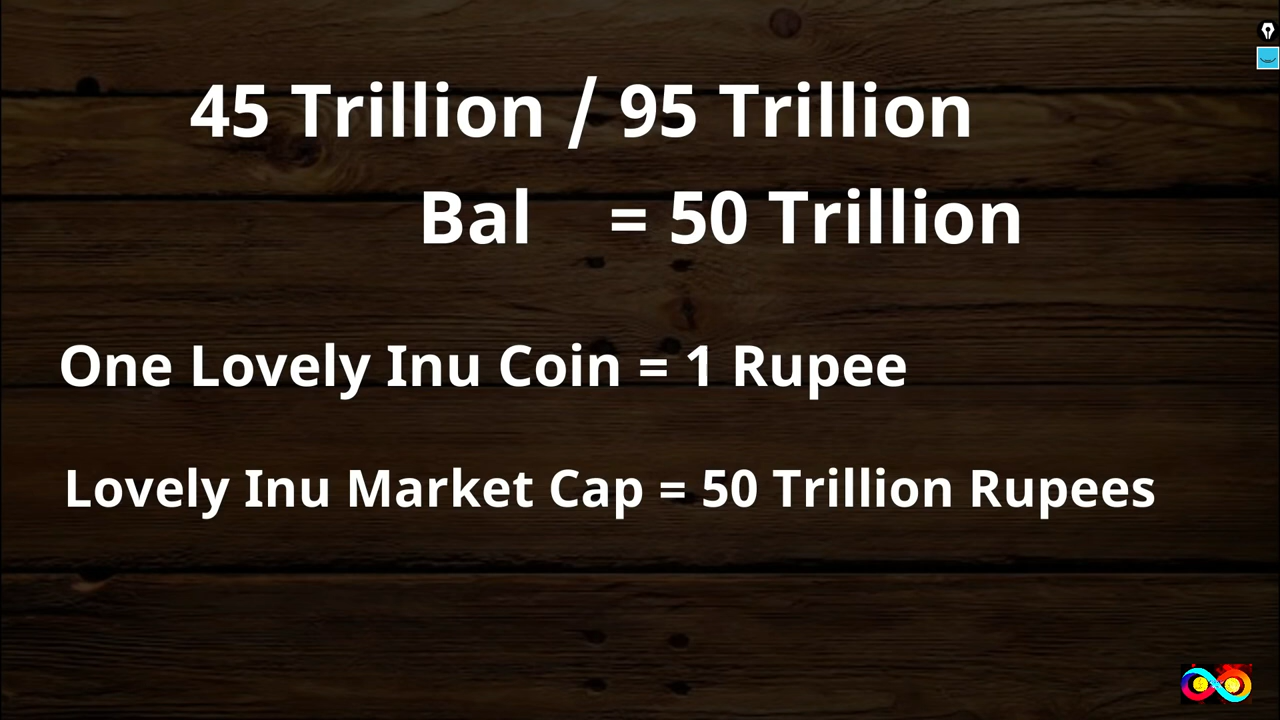 45 Trillion / 95 Trillion
Bal = 50 Trillion
One Lovely Inu Coin = 1 Rupee
Lovely Inu Market Cap = 50 Trillion Rupees